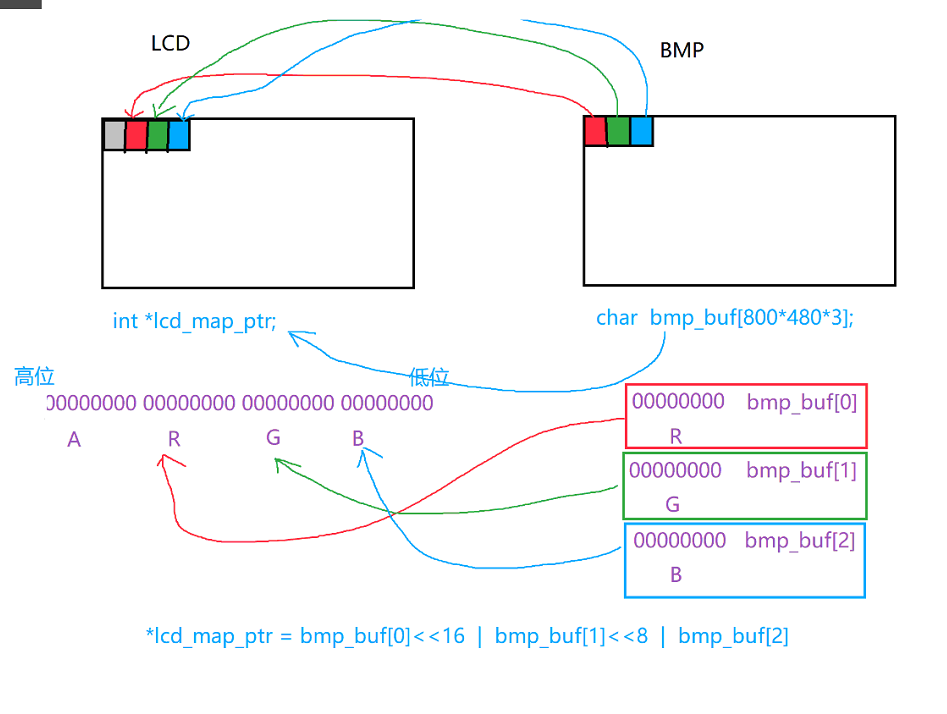 LCD
BMP
int *lcd_map_ptr;
char bmp_buf[800*480*3];
高位
低位
00000000 00000000 00000000 00000000
A R G B
00000000 bmp_buf[0]
R
00000000 bmp_buf[1]
G
00000000 bmp_buf[2]
B
*lcd_map_ptr = bmp_buf[0]<<16 | bmp_buf[1]<<8 | bmp_buf[2]